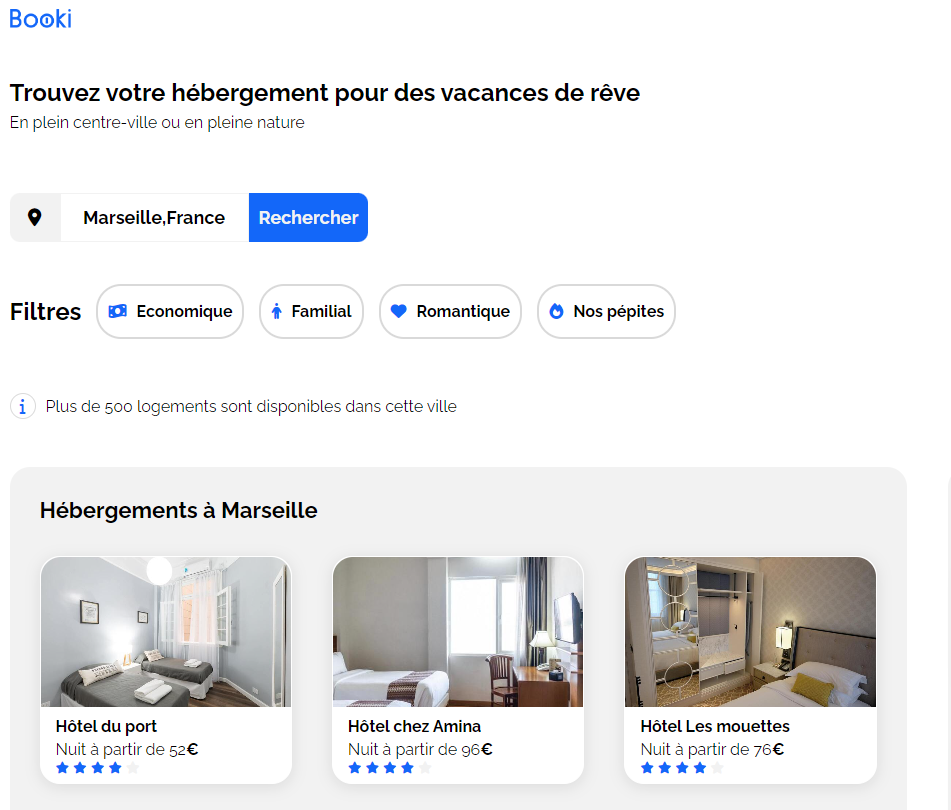 Booki
Trouvez votre hébergement pour des vacances de rêve
En plein centre-ville ou en pleine nature
Marseille,France Rechercher
Filtres Economique Familial Romantique Nos pépites
Plus de 500 logements sont disponibles dans cette ville
Hébergements à Marseille
Hôtel du port
Nuit à partir de 52€
Hôtel chez Amina
Nuit à partir de 96€
Hôtel Les mouettes
Nuit à partir de 76€